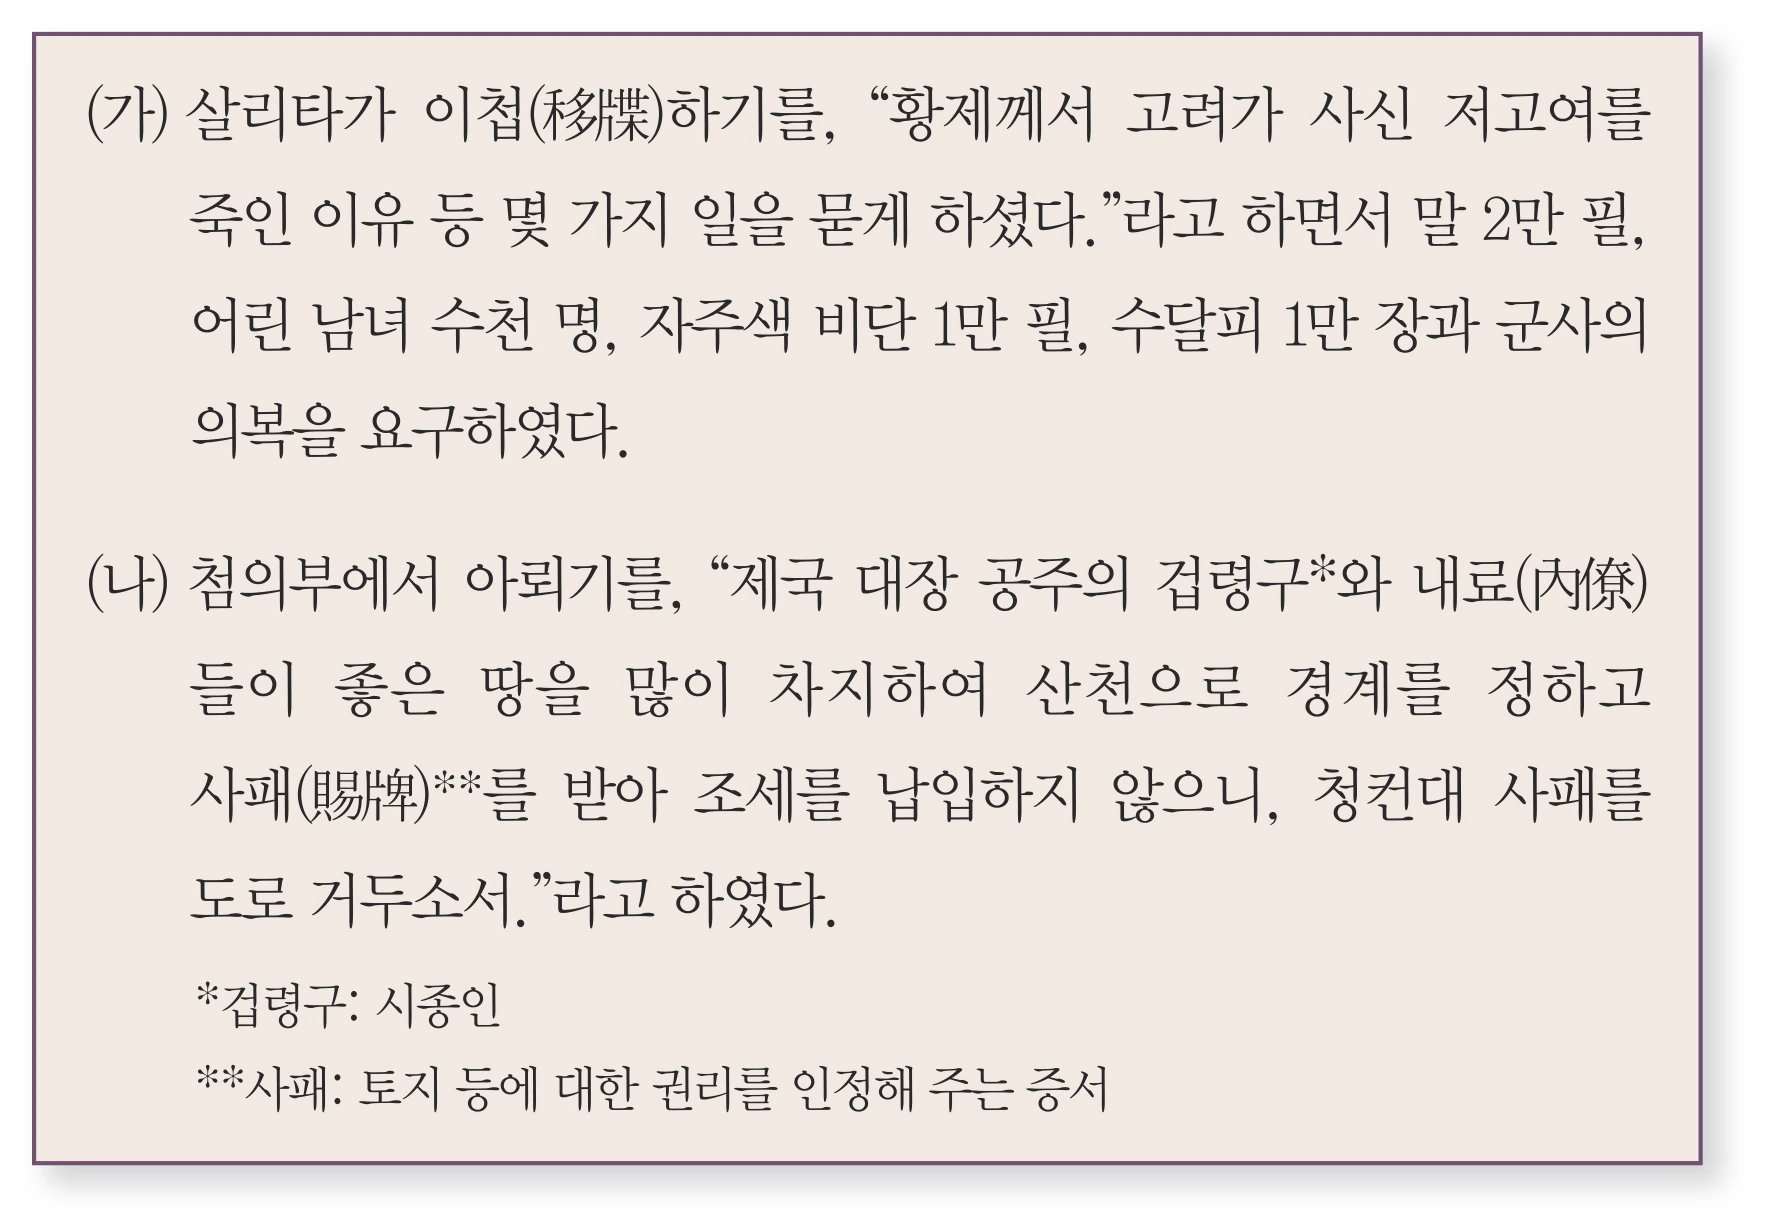 (가) 살리타가 이첩(移牒)하기를, “황제께서 고려가 사신 저고여를
죽인 이유 등 몇 가지 일을 묻게 하셨다.”라고 하면서 말 2만 필,
어린 남녀 수천 명, 자주색 비단 1만 필, 수달피 1만 장과 군사의
의복을 요구하였다.
(나) 첨의부에서 아뢰기를, “제국 대장 공주의 겁령구*와 내료(內僚)
들이 좋은 땅을 많이 차지하여 산천으로 경계를 정하고
사패(賜牌)**를 받아 조세를 납입하지 않으니, 청컨대 사패를
도로 거두소서.”라고 하였다.
*겁령구: 시종인
**사패: 토지 등에 대한 권리를 인정해 주는 증서